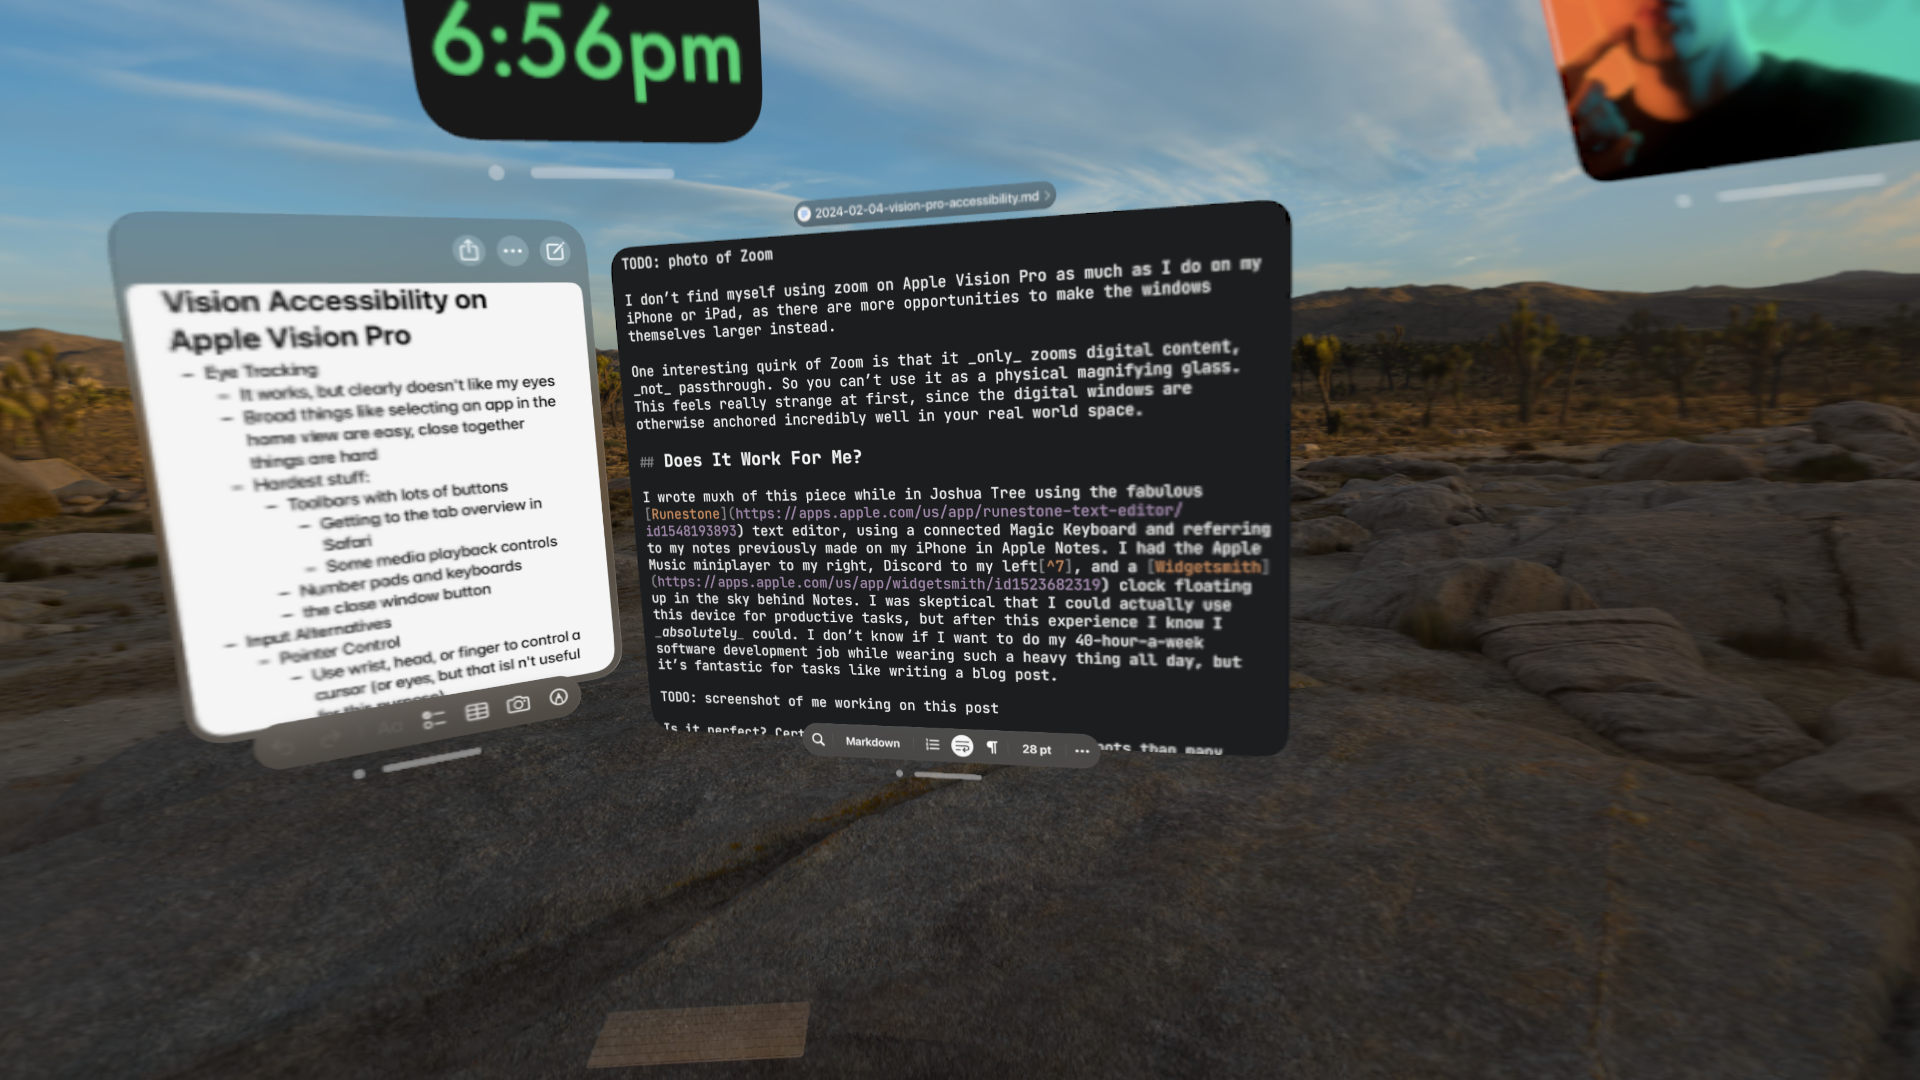 6:56pm
2024-02-04-vision-pro-accessibility.md
Vision Accessibility on
Apple Vision Pro
– Eye Tracking
– It works, but clearly doesn't like my eyes
– Broad things like selecting an app in the
home view are easy, close together
things are hard
– Hardest stuff:
– Toolbars with lots of buttons
– Getting to the tab overview in
Safari
– Some media playback controls
– Number pads and keyboards
– the close window button
– Input Alternatives
– Pointer Control
– Use wrist, head, or finger to control a
cursor (or eyes, but that isl n't useful
for this purpose)
Aa
TODO: photo of Zoom
I don't find myself using zoom on Apple Vision Pro as much as I do on my
iPhone or iPad, as there are more opportunities to make the windows
themselves larger instead.
One interesting quirk of Zoom is that it _only_ zooms digital content,
_not_ passthrough. So you can't use it as a physical magnifying glass.
This feels really strange at first, since the digital windows are
otherwise anchored incredibly well in your real world space.
## Does It Work For Me?
I wrote muxh of this piece while in Joshua Tree using the fabulous
[Runestone](https://apps.apple.com/us/app/runestone-text-editor/
id1548193893) text editor, using a connected Magic Keyboard and referring
to my notes previously made on my iPhone in Apple Notes. I had the Apple
Music miniplayer to my right, Discord to my left[^7], and a [Widgetsmith]
(https://apps.apple.com/us/app/widgetsmith/id1523682319) clock floating
up in the sky behind Notes. I was skeptical that I could actually use
this device for productive tasks, but after this experience I know I
_absolutely_ could. I don't know if I want to do my 40-hour-a-week
software development job while wearing such a heavy thing all day, but
it's fantastic for tasks like writing a blog post.
TODO: screenshot of me working on this post
Is it perfect? than many
Markdown 28 pt